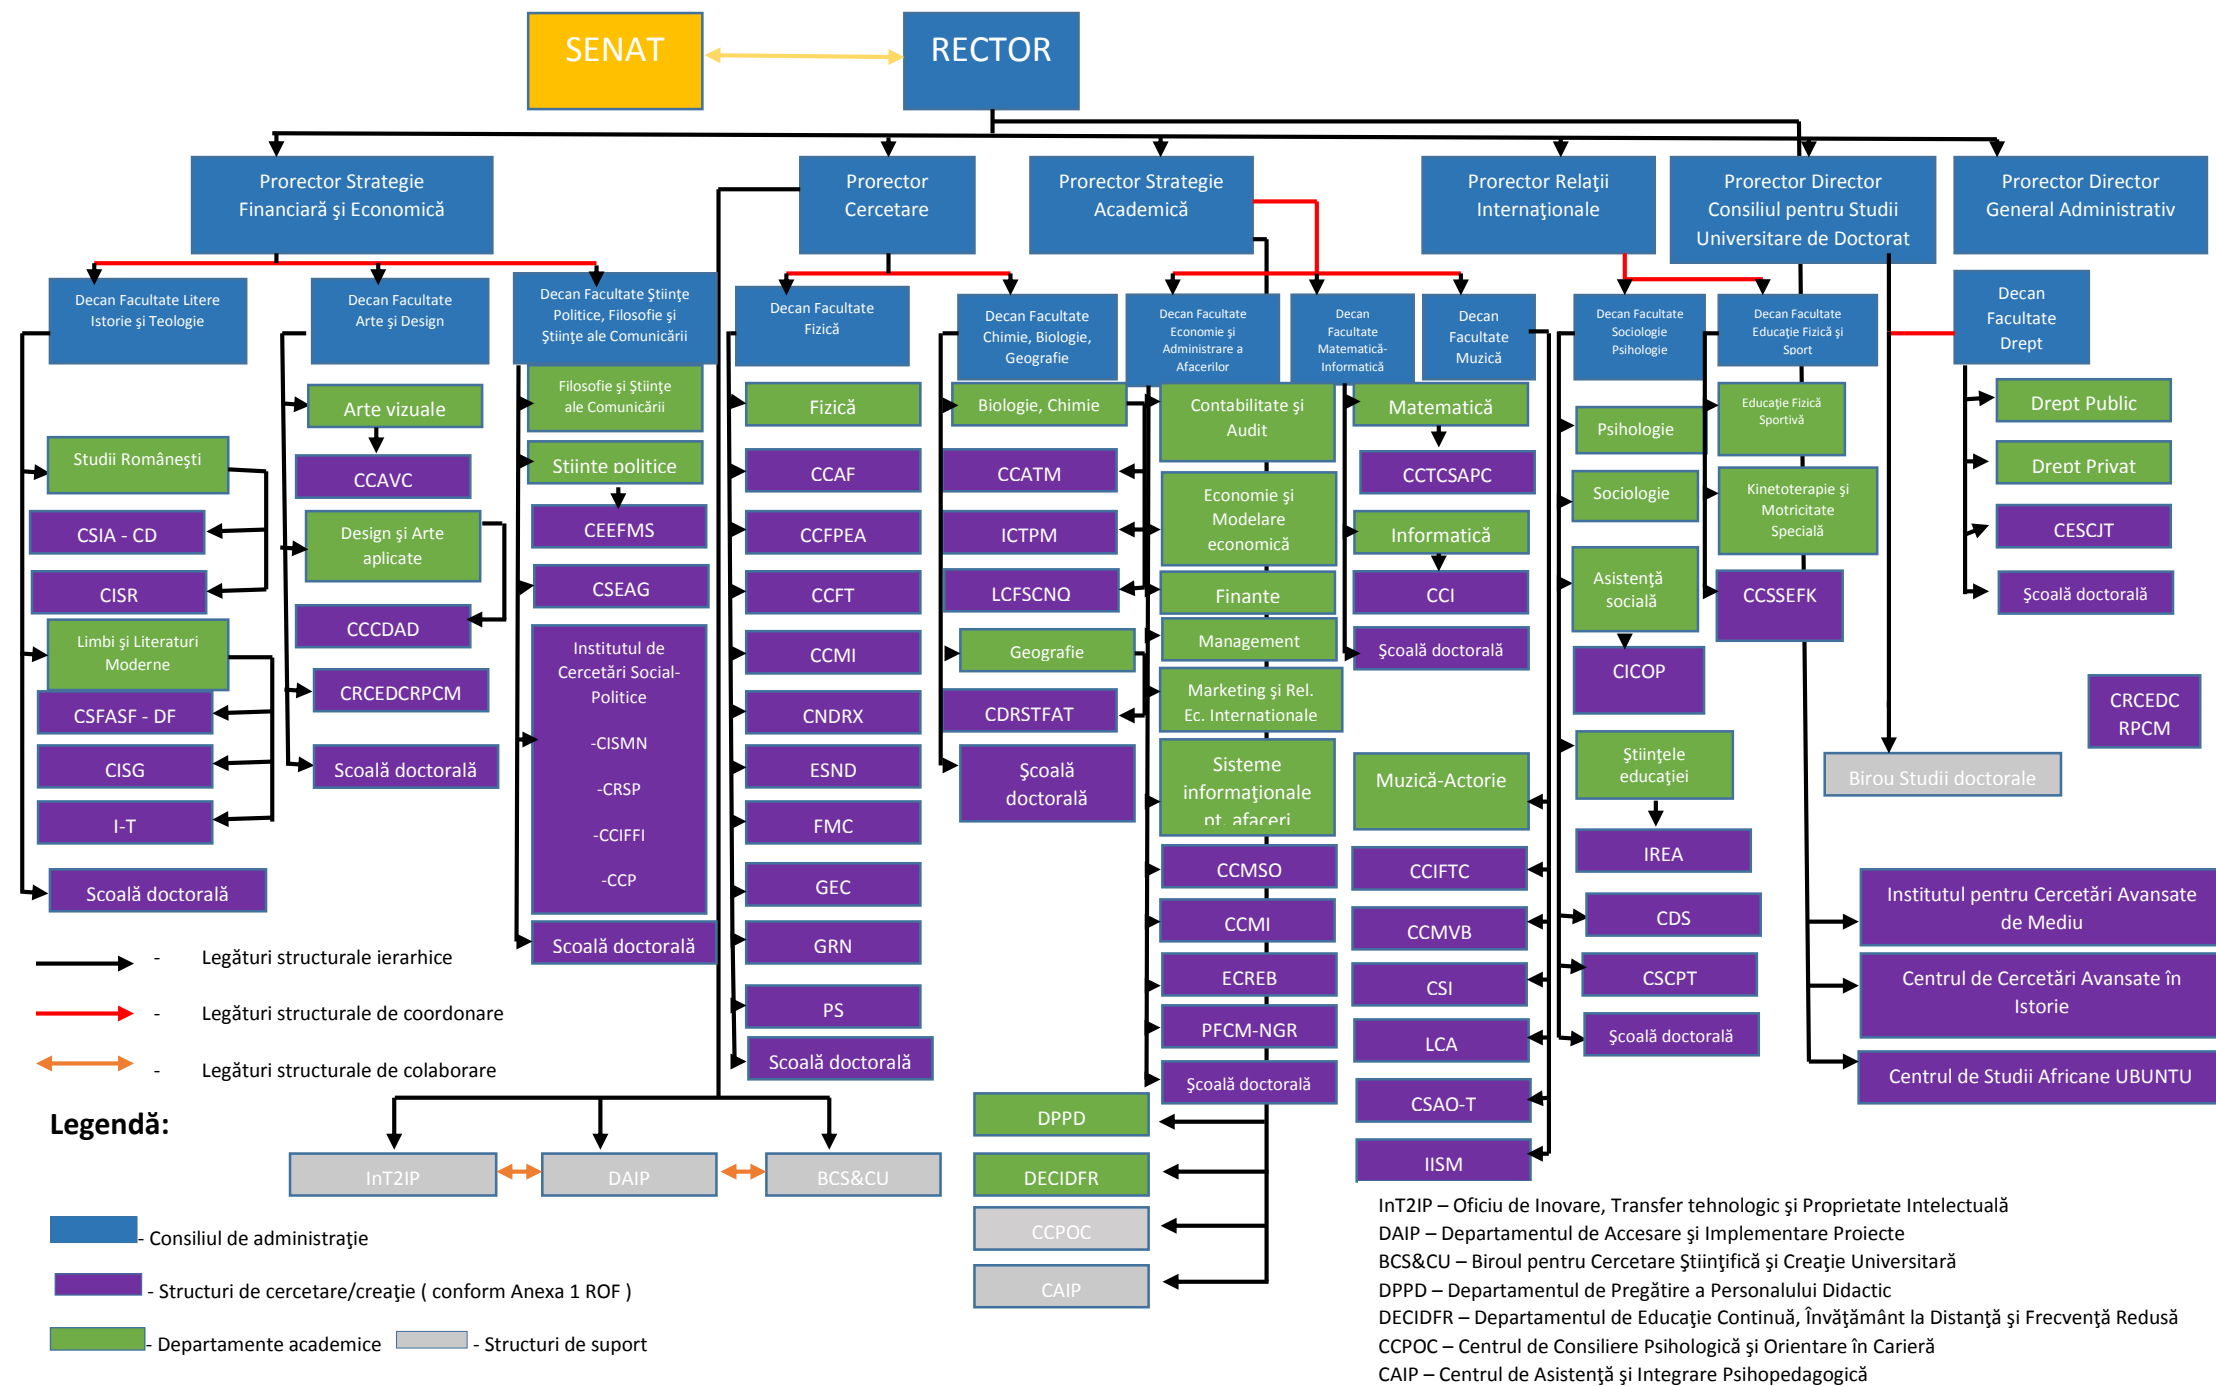 SENAT
RECTOR
Prorector Strategie
Financiară şi Economică
Prorector
Cercetare
Prorector Strategie
Academică
Prorector Relaţii
Internaţionale
Prorector Director
Consiliul pentru Studii
Universitare de Doctorat
Prorector Director
General Administrativ
Decan Facultate Litere
Istorie şi Teologie
Decan Facultate
Arte şi Design
Decan Facultate Ştiinţe
Politice, Filosofie şi
Ştiinţe ale Comunicării
Decan Facultate
Fizică
Decan Facultate
Chimie, Biologie,
Geografie
Decan Facultate
Economie şi
Administrare a
Afacerilor
Decan
Facultate
Matematică-
Informatică
Decan
Facultate
Muzică
Decan Facultate
Sociologie
Psihologie
Decan Facultate
Educaţie Fizică şi
Sport
Decan
Facultate
Drept
Studii Româneşti
CSIA - CD
CISR
Limbi şi Literaturi
Moderne
CSFASF - DF
CISG
I-T
Scoală doctorală
Arte vizuale
CCAVC
Design şi Arte
aplicate
CCCDAD
CRCEDCRPCM
Scoală doctorală
Filosofie şi Ştiinţe
ale Comunicării
Stiinte politice
CEEFMS
CSEAG
Institutul de
Cercetări Social-
Politice
-CISMN
-CRSP
-CCIFFI
-CCP
Scoală doctorală
Fizică
CCAF
CCFPEA
CCFT
CCMI
CNDRX
ESND
FMC
GEC
GRN
PS
Scoală doctorală
Biologie, Chimie
CCATM
ICTPM
LCFSCNQ
Geografie
CDRSTFAT
Şcoală
doctorală
Contabilitate şi
Audit
Economie şi
Modelare
economică
Finante
Management
Marketing şi Rel.
Ec. Internationale
Sisteme
informaţionale
pt. afaceri
CCMSO
CCMI
ECREB
PFCM-NGR
Şcoală doctorală
Matematică
CCTCSAPC
Informatică
CCI
Şcoală doctorală
Muzică-Actorie
CCIFTC
CCMVB
CSI
LCA
CSAO-T
IISM
Psihologie
Sociologie
Asistenţă
socială
CICOP
Ştiinţele
educaţiei
IREA
CDS
CSCPT
Şcoală doctorală
Educaţie Fizică
Sportivă
Kinetoterapie şi
Motricitate
Specială
CCSSEFK
Drept Public
Drept Privat
CESCJT
Şcoală doctorală
CRCEDC
RPCM
Birou Studii doctorale
Institutul pentru Cercetări Avansate
de Mediu
Centrul de Cercetări Avansate în
Istorie
Centrul de Studii Africane UBUNTU
- Legături structurale ierarhice
- Legături structurale de coordonare
- Legături structurale de colaborare
Legendă:
InT2IP
DAIP
BCS&CU
DPPD
DECIDFR
CCPOC
CAIP
- Consiliul de administraţie
- Structuri de cercetare/creaţie ( conform Anexa 1 ROF )
- Departamente academice
- Structuri de suport
InT2IP – Oficiu de Inovare, Transfer tehnologic şi Proprietate Intelectuală
DAIP – Departamentul de Accesare şi Implementare Proiecte
BCS&CU – Biroul pentru Cercetare Ştiinţifică şi Creaţie Universitară
DPPD – Departamentul de Pregătire a Personalului Didactic
DECIDFR – Departamentul de Educaţie Continuă, Învăţământ la Distanţă şi Frecvenţă Redusă
CCPOC – Centrul de Consiliere Psihologică şi Orientare în Carieră
CAIP – Centrul de Asistenţă şi Integrare Psihopedagogică